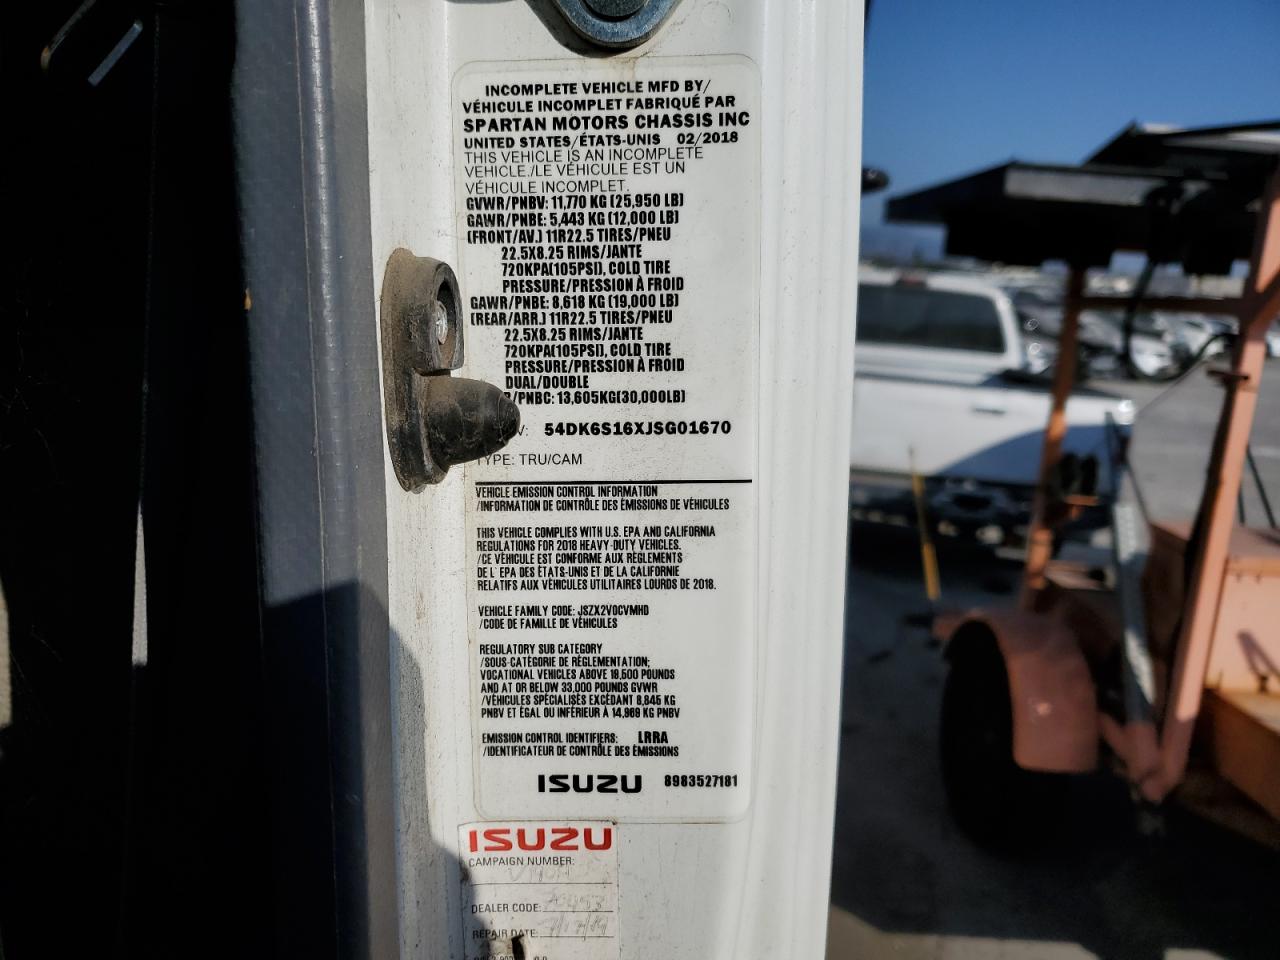 INCOMPLETE VEHICLE MFD BY/
VÉHICULE INCOMPLET FABRIQUÉ PAR
SPARTAN MOTORS CHASSIS INC
UNITED STATES/ÉTATS-UNIS 02/2018
THIS VEHICLE IS AN INCOMPLETE
VEHICLE./LE VÉHICULE EST UN
VÉHICULE INCOMPLET.
GVWR/PNBV: 11,770 KG (25,950 LB)
GAWR/PNBE: 5,443 KG (12,000 LB)
(FRONT/AV.) 11R22.5 TIRES/PNEU
22.5X8.25 RIMS/JANTE
720KPA(105PSI), COLD TIRE
PRESSURE/PRESSION À FROID
GAWR/PNBE: 8,618 KG (19,000 LB)
(REAR/ARR.) 11R22.5 TIRES/PNEU
22.5X8.25 RIMS/JANTE
720KPA(105PSI), COLD TIRE
PRESSURE/PRESSION À FROID
DUAL/DOUBLE
/PNBC: 13,605KG(30,000LB)
V: 54DK6S16XJSG01670
TYPE: TRU/CAM
VEHICLE EMISSION CONTROL INFORMATION
/INFORMATION DE CONTRÔLE DES ÉMISSIONS DE VÉHICULES
THIS VEHICLE COMPLIES WITH U.S. EPA AND CALIFORNIA
REGULATIONS FOR 2018 HEAVY-DUTY VEHICLES.
/CE VÉHICULE EST CONFORME AUX RÈGLEMENTS
DE L' EPA DES ÉTATS-UNIS ET DE LA CALIFORNIE
RELATIFS AUX VÉHICULES UTILITAIRES LOURDS DE 2018.
VEHICLE FAMILY CODE: JSZX2VOCVMHD
/CODE DE FAMILLE DE VÉHICULES
REGULATORY SUB CATEGORY
/SOUS-CATÉGORIE DE RÉGLEMENTATION;
VOCATIONAL VEHICLES ABOVE 19,500 POUNDS
AND AT OR BELOW 33,000 POUNDS GVWR
/VÉHICULES SPÉCIALISÉS EXCÉDANT 8,845 KG
PNBV ET ÉGAL OU INFÉRIEUR À 14,969 KG PNBV
EMISSION CONTROL IDENTIFIERS: LRRA
/IDENTIFICATEUR DE CONTRÔLE DES ÉMISSIONS
ISUZU 8983527181
ISUZU
CAMPAIGN NUMBER:
DEALER CODE:
REPAIR DATE: